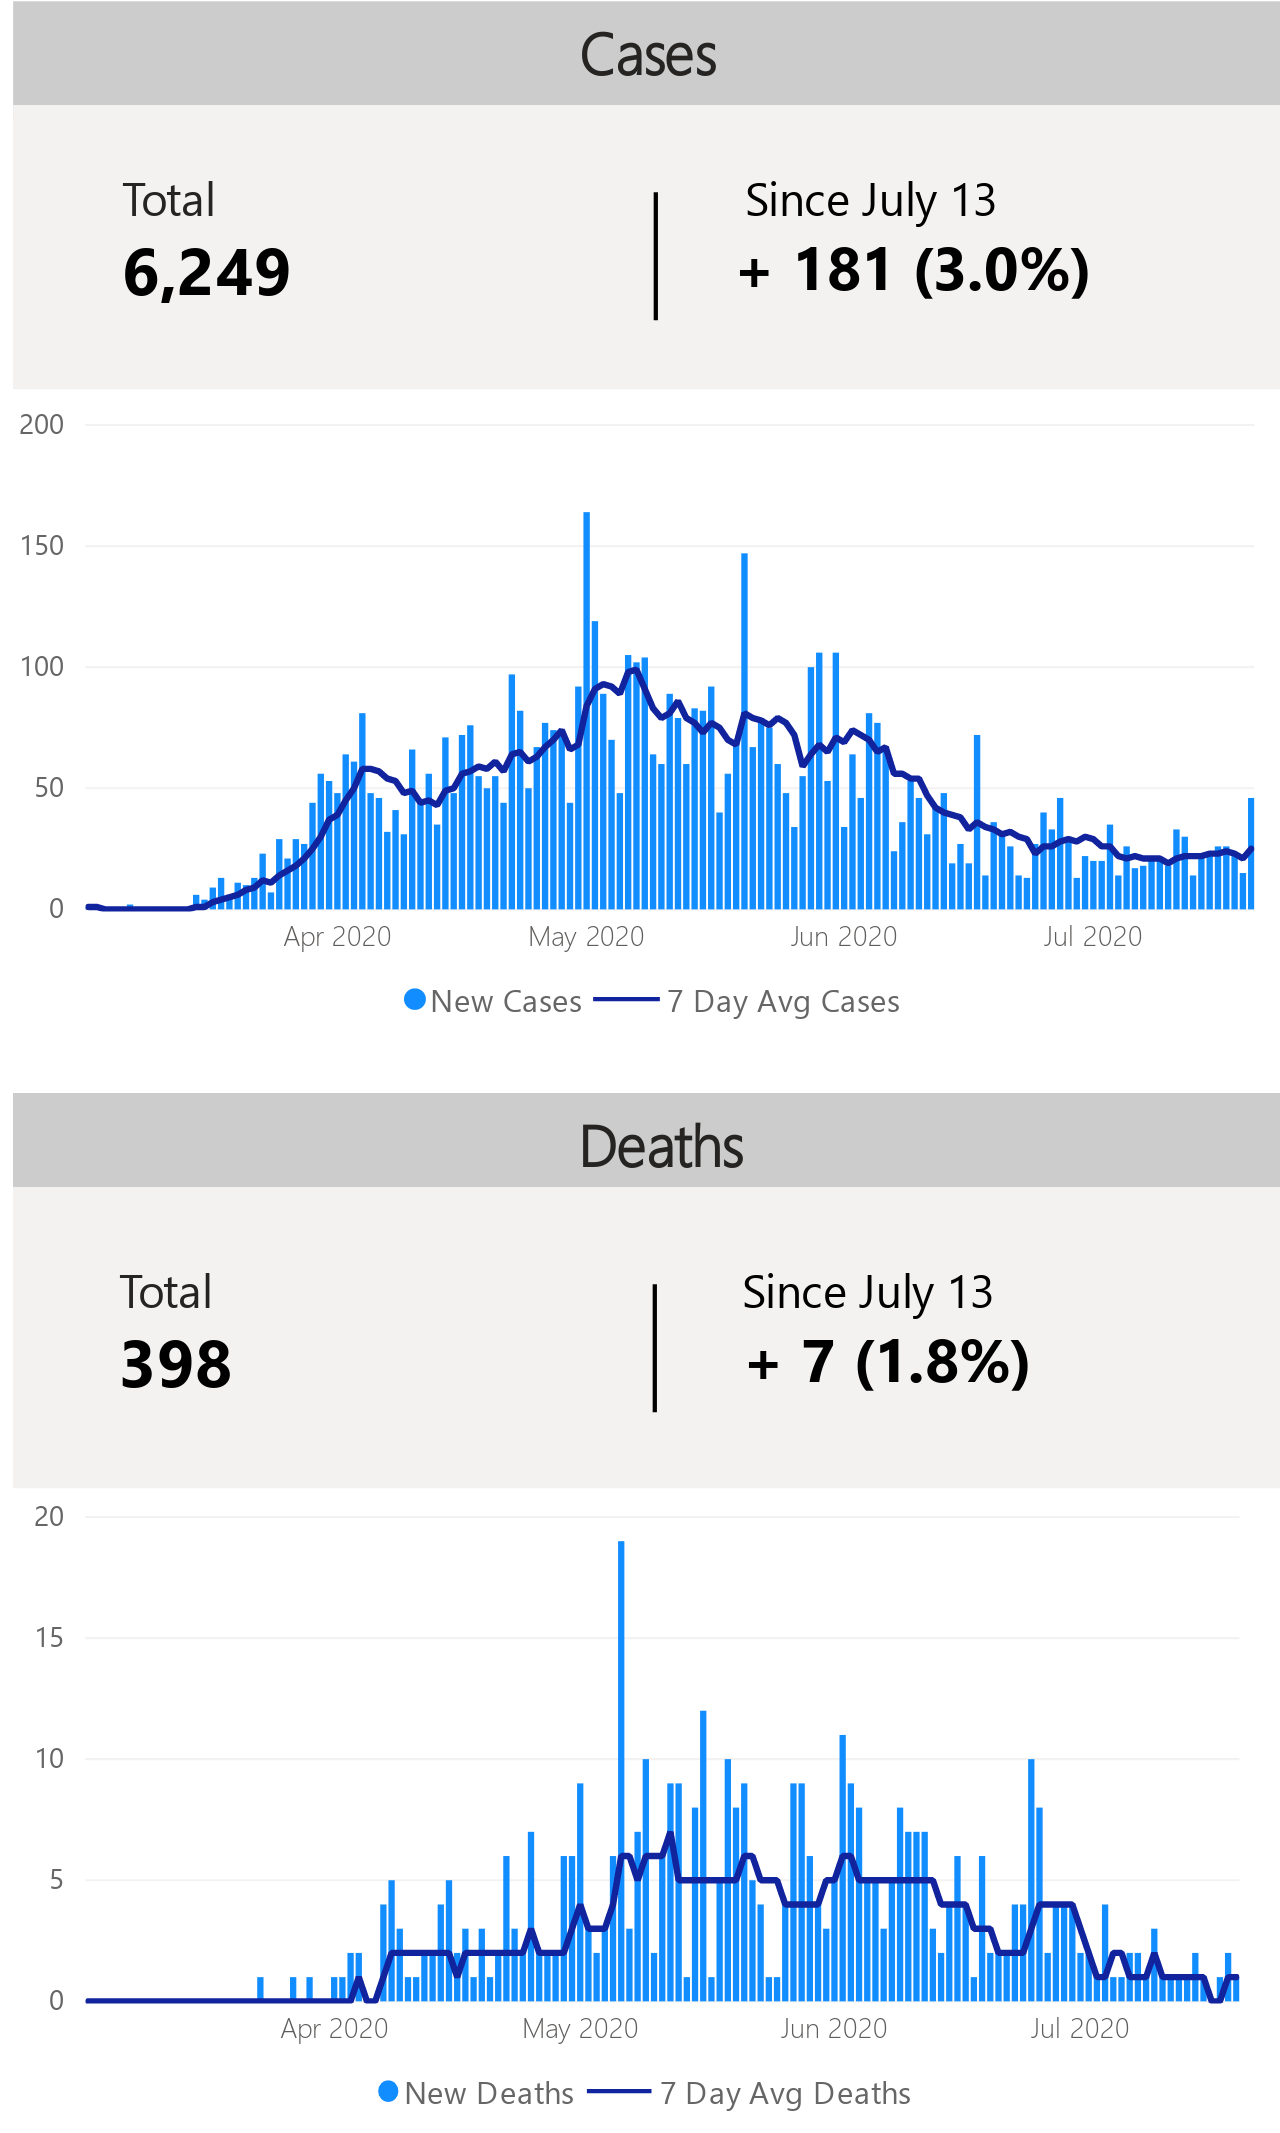 Cases
Total
Since July 13
6,249
+ 181 (3.0%)
200
150
100
50
0
Apr 2020
May 2020
Jun 2020
Jul 2020
New Cases
7 Day Avg Cases
Deaths
Total
Since July 13
398
+ 7 (1.8%)
20
15
10
5
0
Apr 2020
May 2020
Jun 2020
Jul 2020
New Deaths
7 Day Avg Deaths